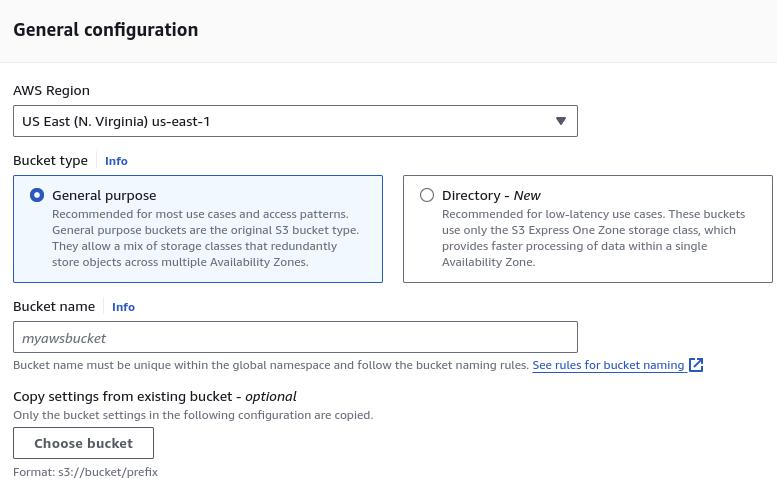 General configuration
AWS Region
US East (N. Virginia) us-east-1
Bucket type Info
General purpose
Recommended for most use cases and access patterns.
General purpose buckets are the original S3 bucket type.
They allow a mix of storage classes that redundantly
store objects across multiple Availability Zones.
Directory - New
Recommended for low-latency use cases. These buckets
use only the S3 Express One Zone storage class, which
provides faster processing of data within a single
Availability Zone.
Bucket name Info
myawsbucket
Bucket name must be unique within the global namespace and follow the bucket naming rules. See rules for bucket naming
Copy settings from existing bucket - optional
Only the bucket settings in the following configuration are copied.
Choose bucket
Format: s3://bucket/prefix